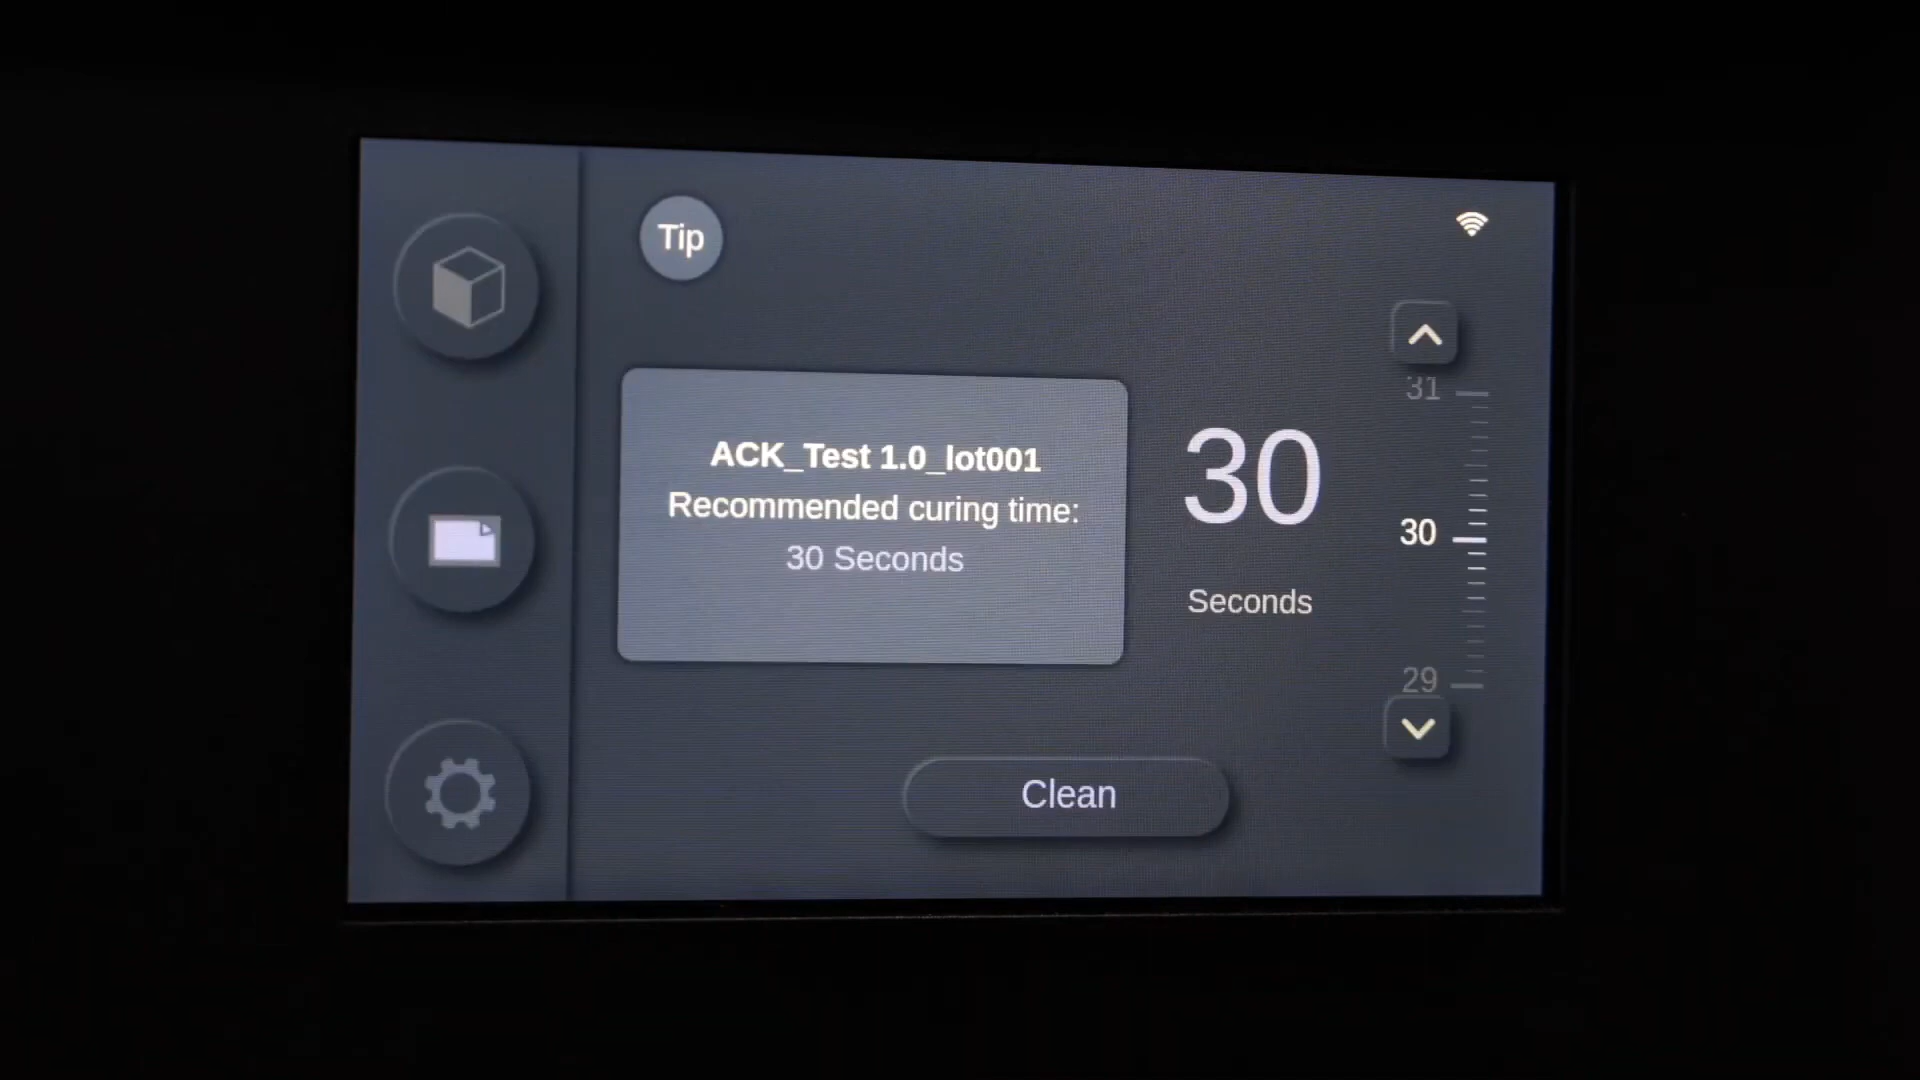 Tip
ACK_Test 1.0_lot001
Recommended curing time:
30 Seconds
30
Seconds
31
30
29
Clean